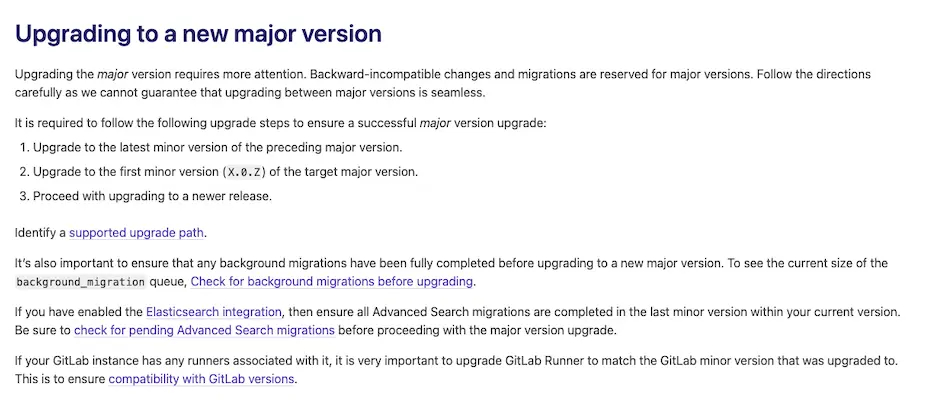 Upgrading to a new major version
Upgrading the major version requires more attention. Backward-incompatible changes and migrations are reserved for major versions. Follow the directions
carefully as we cannot guarantee that upgrading between major versions is seamless.
It is required to follow the following upgrade steps to ensure a successful major version upgrade:
1. Upgrade to the latest minor version of the preceding major version.
2. Upgrade to the first minor version (X.0.Z) of the target major version.
3. Proceed with upgrading to a newer release.
Identify a supported upgrade path.
It's also important to ensure that any background migrations have been fully completed before upgrading to a new major version. To see the current size of the
background_migration queue, Check for background migrations before upgrading.
If you have enabled the Elasticsearch integration, then ensure all Advanced Search migrations are completed in the last minor version within your current version.
Be sure to check for pending Advanced Search migrations before proceeding with the major version upgrade.
If your GitLab instance has any runners associated with it, it is very important to upgrade GitLab Runner to match the GitLab minor version that was upgraded to.
This is to ensure compatibility with GitLab versions.